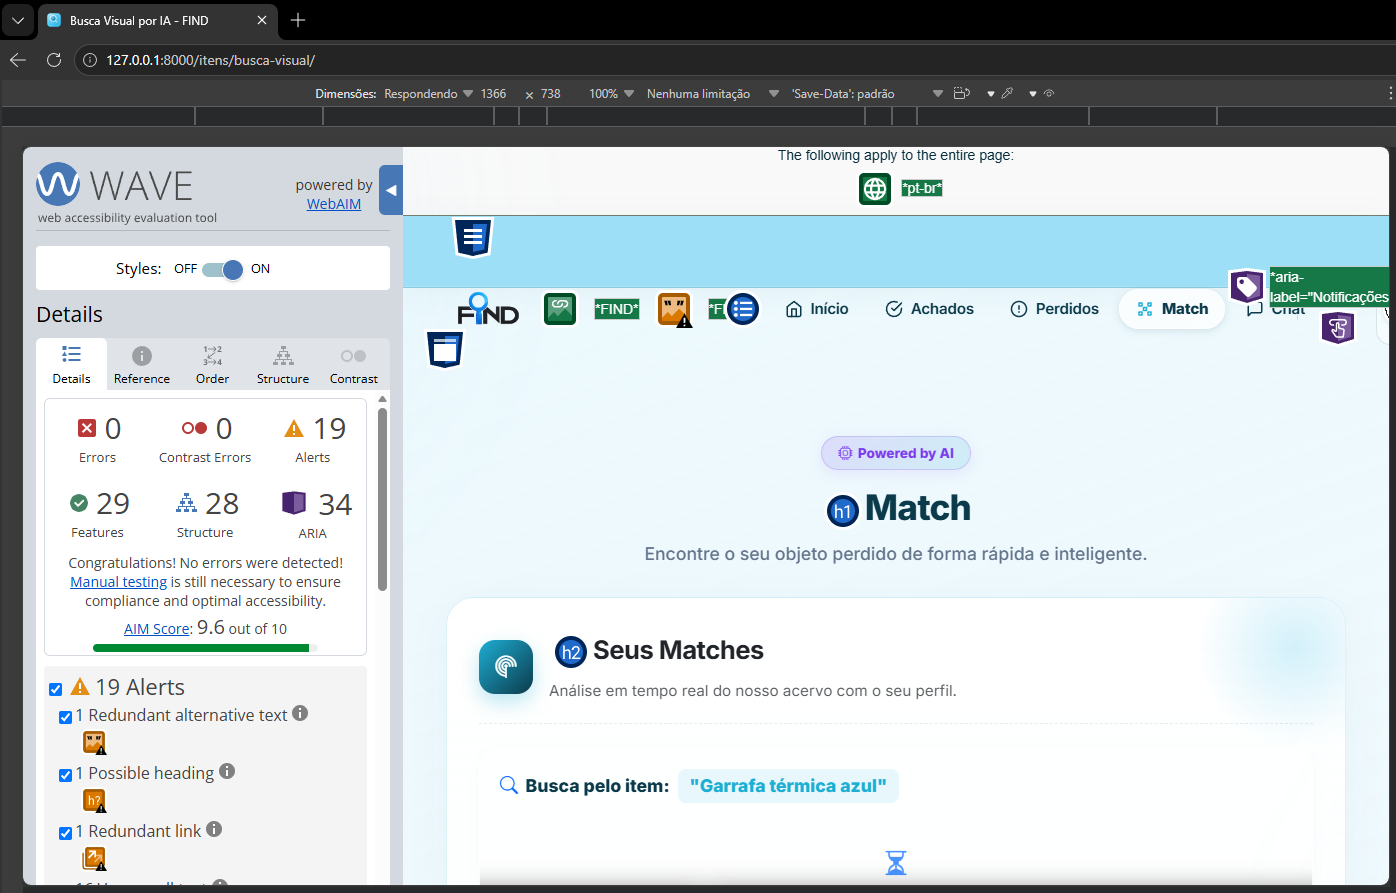 Busca Visual por IA - FIND
127.0.0.1:8000/itens/busca-visual/
Dimensões: Respondendo 1366 x 738 100% Nenhuma limitação 'Save-Data': padrão
WAVE
web accessibility evaluation tool
powered by
WebAIM
Styles: OFF ON
Details
Details Reference Order Structure Contrast
0 Errors
0 Contrast Errors
19 Alerts
29 Features
28 Structure
34 ARIA
Congratulations! No errors were detected!
Manual testing is still necessary to ensure
compliance and optimal accessibility.
AIM Score: 9.6 out of 10
19 Alerts
1 Redundant alternative text
1 Possible heading
h?
1 Redundant link
The following apply to the entire page:
*pt-br*
FIND
*FIND*
*FI
Início
Achados
Perdidos
Match
Chat
*aria-
label="Notificações
Powered by AI
h1 Match
Encontre o seu objeto perdido de forma rápida e inteligente.
h2 Seus Matches
Análise em tempo real do nosso acervo com o seu perfil.
Busca pelo item: "Garrafa térmica azul"